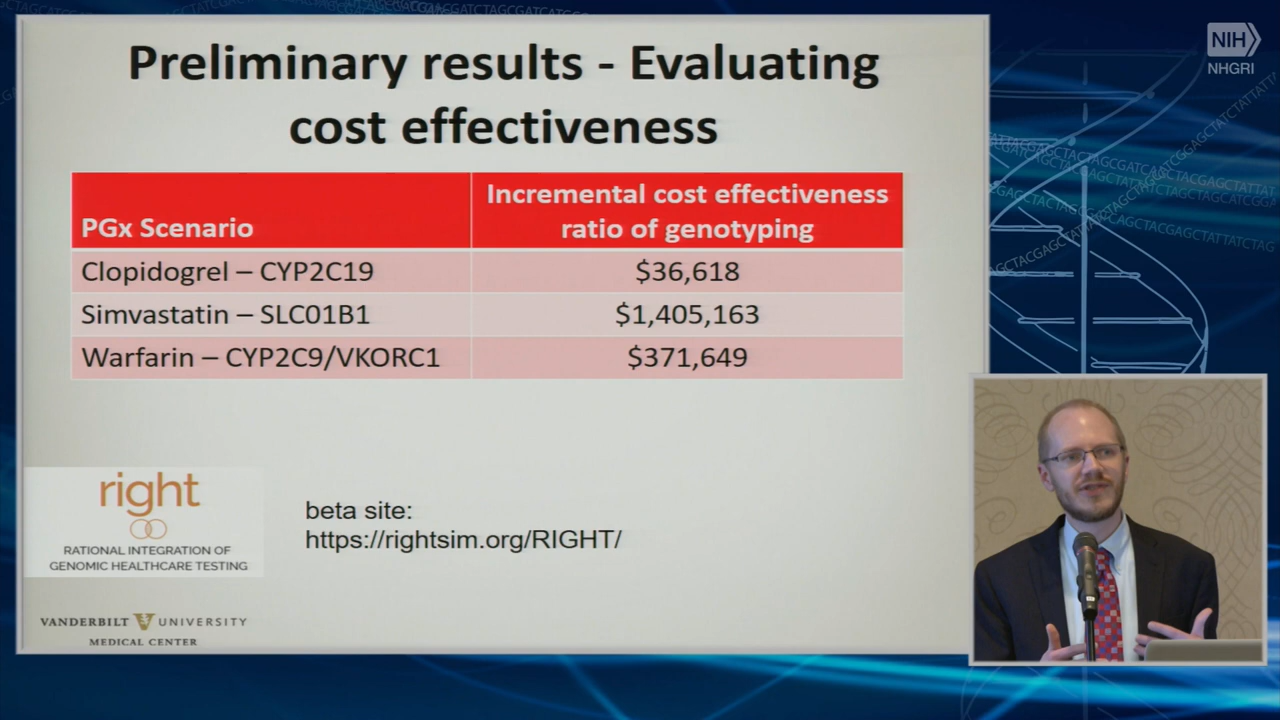 Preliminary results - Evaluating
cost effectiveness
PGx Scenario
Incremental cost effectiveness
ratio of genotyping
Clopidogrel – CYP2C19
$36,618
Simvastatin – SLC01B1
$1,405,163
Warfarin – CYP2C9/VKORC1
$371,649
right
RATIONAL INTEGRATION OF
GENOMIC HEALTHCARE TESTING
beta site:
https://rightsim.org/RIGHT/
VANDERBILT V UNIVERSITY
MEDICAL CENTER
NIH
NHGRI